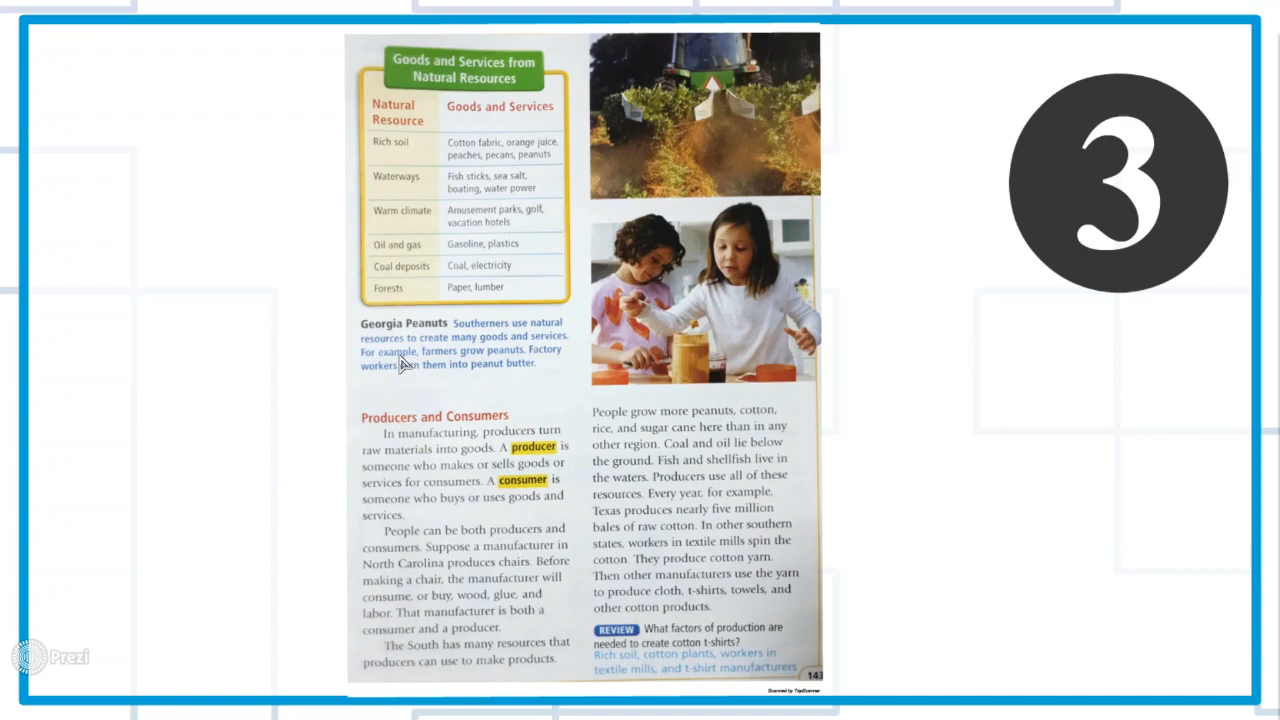 Goods and Services from
Natural Resources
Natural
Resource
Goods and Services
Rich soil
Cotton fabric, orange juice,
peaches, pecans, peanuts
Waterways
Fish sticks, sea salt,
boating, water power
Warm climate
Amusement parks, golf,
vacation hotels
Oil and gas
Gasoline, plastics
Coal deposits
Coal, electricity
Forests
Paper, lumber
Georgia Peanuts Southerners use natural
resources to create many goods and services.
For example, farmers grow peanuts. Factory
workers them into peanut butter.
Producers and Consumers
In manufacturing, producers turn
raw materials into goods. A producer is
someone who makes or sells goods or
services for consumers. A consumer is
someone who buys or uses goods and
services.
People can be both producers and
consumers. Suppose a manufacturer in
North Carolina produces chairs. Before
making a chair, the manufacturer will
consume, or buy, wood, glue, and
labor. That manufacturer is both a
consumer and a producer.
The South has many resources that
producers can use to make products.
People grow more peanuts, cotton,
rice, and sugar cane here than in any
other region. Coal and oil lie below
the ground. Fish and shellfish live in
the waters. Producers use all of these
resources. Every year, for example,
Texas produces nearly five million
bales of raw cotton. In other southern
states, workers in textile mills spin the
cotton. They produce cotton yarn.
Then other manufacturers use the yarn
to produce cloth, t-shirts, towels, and
other cotton products.
REVIEW What factors of production are
needed to create cotton t-shirts?
Rich soil, cotton plants, workers in
textile mills, and t-shirt manufacturers
143
Scanned by TapScanner
3
Prezi